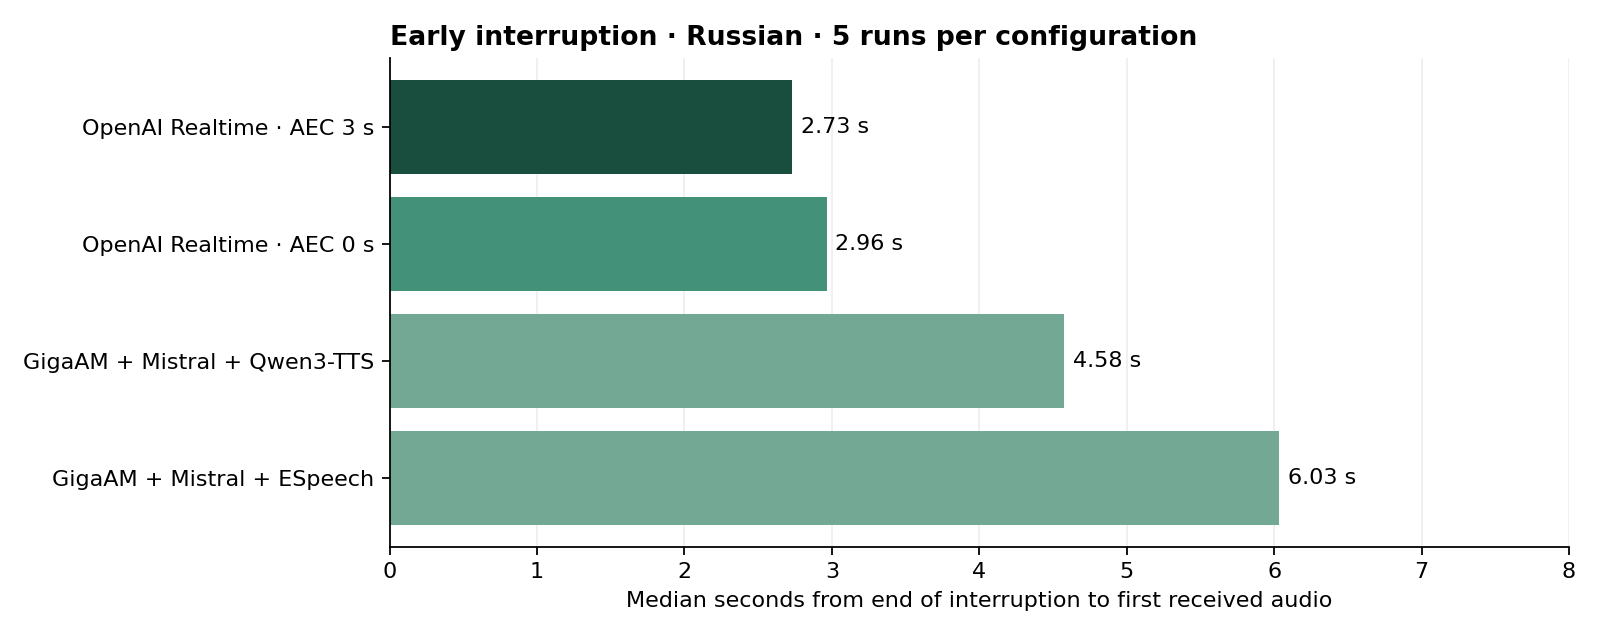 Early interruption · Russian · 5 runs per configuration
OpenAI Realtime · AEC 3 s
2.73 s
OpenAI Realtime · AEC 0 s
2.96 s
GigaAM + Mistral + Qwen3-TTS
4.58 s
GigaAM + Mistral + ESpeech
6.03 s
0 1 2 3 4 5 6 7 8
Median seconds from end of interruption to first received audio